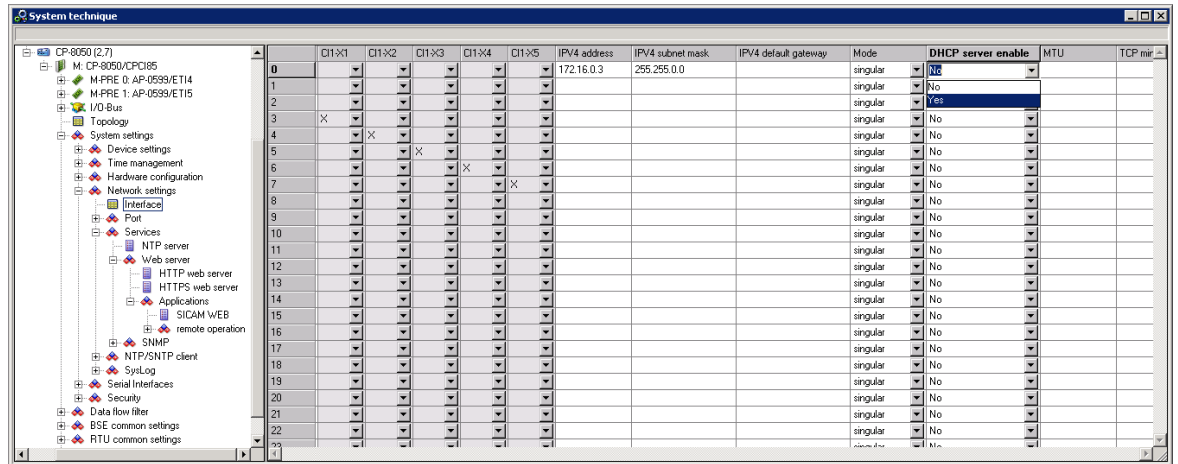 System technique
CP-8050 (2,7)
M: CP-8050/CPCI85
M-PRE 0: AP-0599/ETI4
M-PRE 1: AP-0599/ETI5
I/O-Bus
Topology
System settings
Device settings
Time management
Hardware configuration
Network settings
Interface
Port
Services
NTP server
Web server
HTTP web server
HTTPS web server
Applications
SICAM WEB
remote operation
SNMP
NTP/SNTP client
SysLog
Serial Interfaces
Security
Data flow filter
BSE common settings
RTU common settings
CI1-X1 CI1-X2 CI1-X3 CI1-X4 CI1-X5 IPV4 address IPV4 subnet mask IPV4 default gateway Mode DHCP server enable MTU TCP min
0 172.16.0.3 255.255.0.0 singular No
1 singular No
2 singular Yes
3 X singular No
4 X singular No
5 X singular No
6 X singular No
7 X singular No
8 singular No
9 singular No
10 singular No
11 singular No
12 singular No
13 singular No
14 singular No
15 singular No
16 singular No
17 singular No
18 singular No
19 singular No
20 singular No
21 singular No
22 singular No